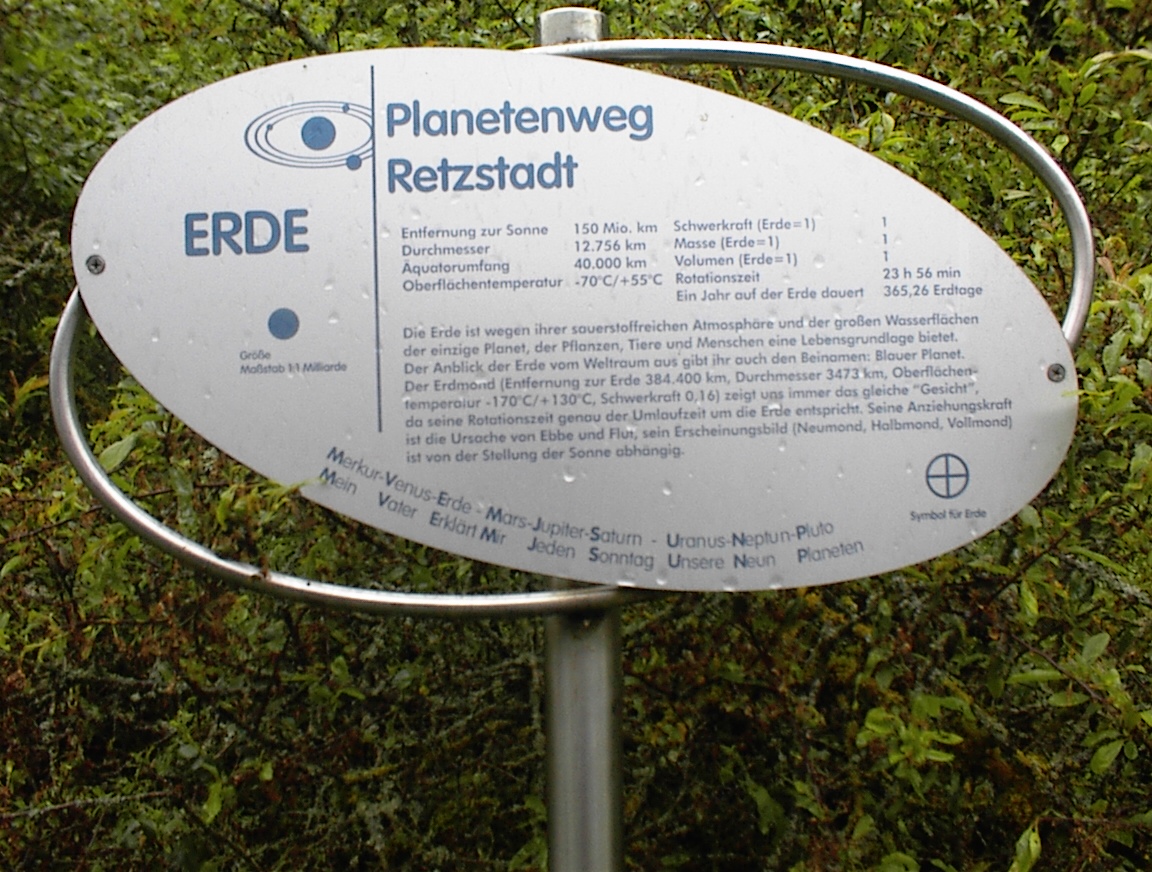 Planetenweg
Retzstadt
ERDE
Größe
Maßstab 1:1 Milliarde
Entfernung zur Sonne 150 Mio. km
Durchmesser 12.756 km
Äquatorumfang 40.000 km
Oberflächentemperatur -70°C/+55°C
Schwerkraft (Erde=1) 1
Masse (Erde=1) 1
Volumen (Erde=1) 1
Rotationszeit 23 h 56 min
Ein Jahr auf der Erde dauert 365,26 Erdtage
Die Erde ist wegen ihrer sauerstoffreichen Atmosphäre und der großen Wasserflächen
der einzige Planet, der Pflanzen, Tiere und Menschen eine Lebensgrundlage bietet.
Der Anblick der Erde vom Weltraum aus gibt ihr auch den Beinamen: Blauer Planet.
Der Erdmond (Entfernung zur Erde 384.400 km, Durchmesser 3473 km, Oberflächen-
temperatur -170°C/+130°C, Schwerkraft 0,16) zeigt uns immer das gleiche "Gesicht",
da seine Rotationszeit genau der Umlaufzeit um die Erde entspricht. Seine Anziehungskraft
ist die Ursache von Ebbe und Flut, sein Erscheinungsbild (Neumond, Halbmond, Vollmond)
ist von der Stellung der Sonne abhängig.
Symbol für Erde
Merkur-Venus-Erde - Mars-Jupiter-Saturn - Uranus-Neptun-Pluto
Mein Vater Erklärt Mir Jeden Sonntag Unsere Neun Planeten